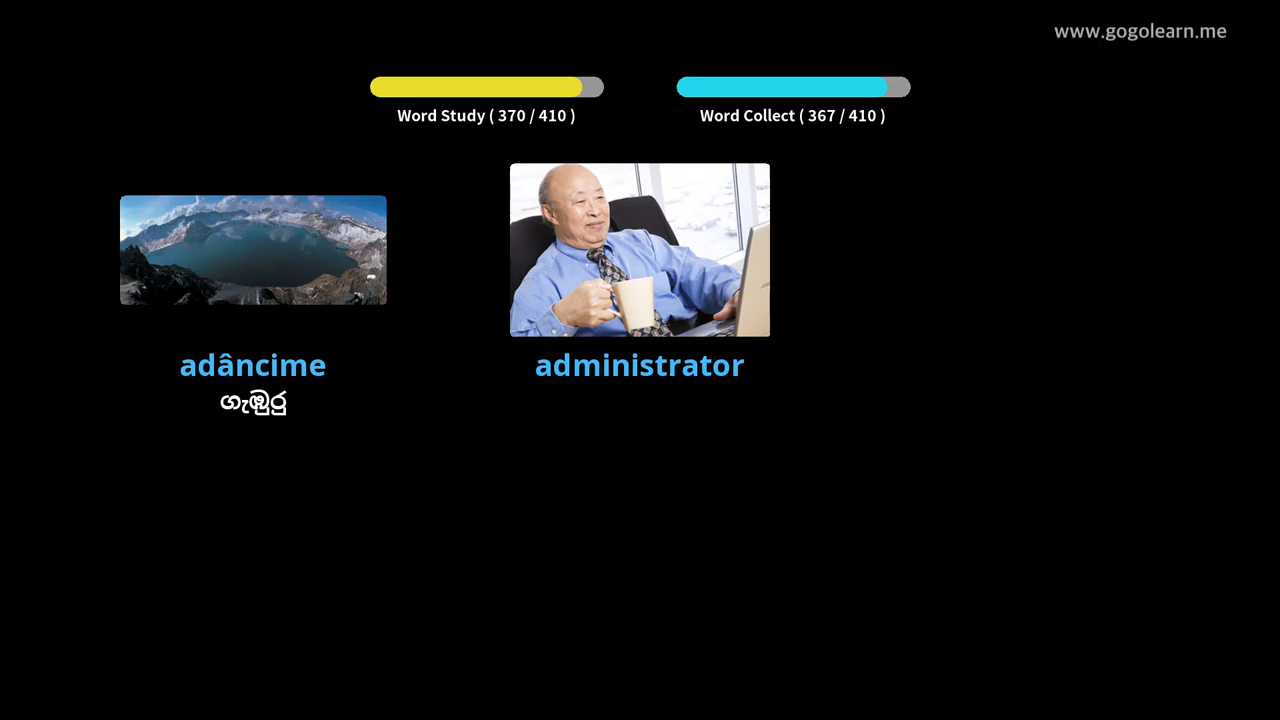 www.gogolearn.me
Word Study ( 370 / 410 )
Word Collect ( 367 / 410 )
adâncime
ගැඹුරු
administrator